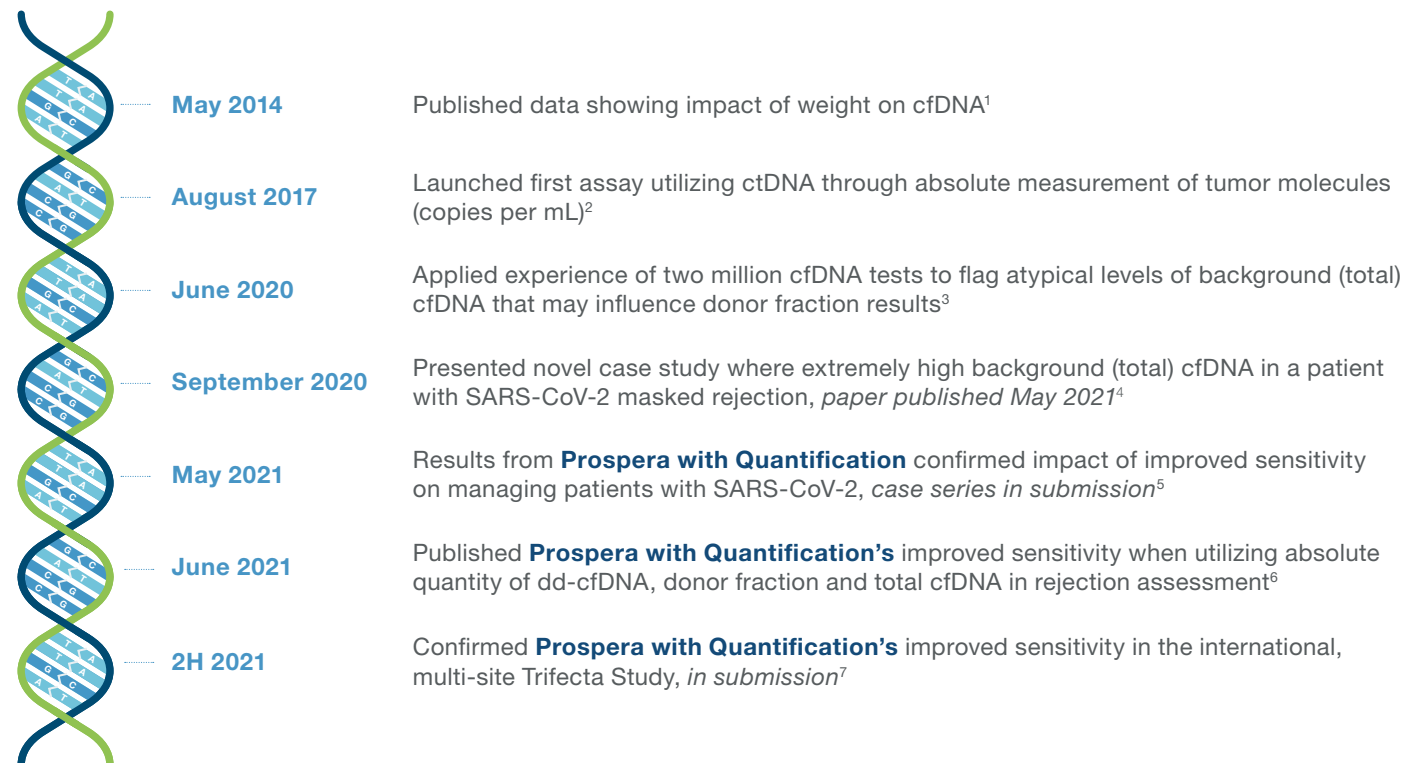 May 2014
Published data showing impact of weight on cfDNA¹
August 2017
Launched first assay utilizing ctDNA through absolute measurement of tumor molecules
(copies per mL)²
June 2020
Applied experience of two million cfDNA tests to flag atypical levels of background (total)
cfDNA that may influence donor fraction results³
September 2020
Presented novel case study where extremely high background (total) cfDNA in a patient
with SARS-CoV-2 masked rejection, paper published May 2021⁴
May 2021
Results from Prospera with Quantification confirmed impact of improved sensitivity
on managing patients with SARS-CoV-2, case series in submission⁵
June 2021
Published Prospera with Quantification’s improved sensitivity when utilizing absolute
quantity of dd-cfDNA, donor fraction and total cfDNA in rejection assessment⁶
2H 2021
Confirmed Prospera with Quantification’s improved sensitivity in the international,
multi-site Trifecta Study, in submission⁷